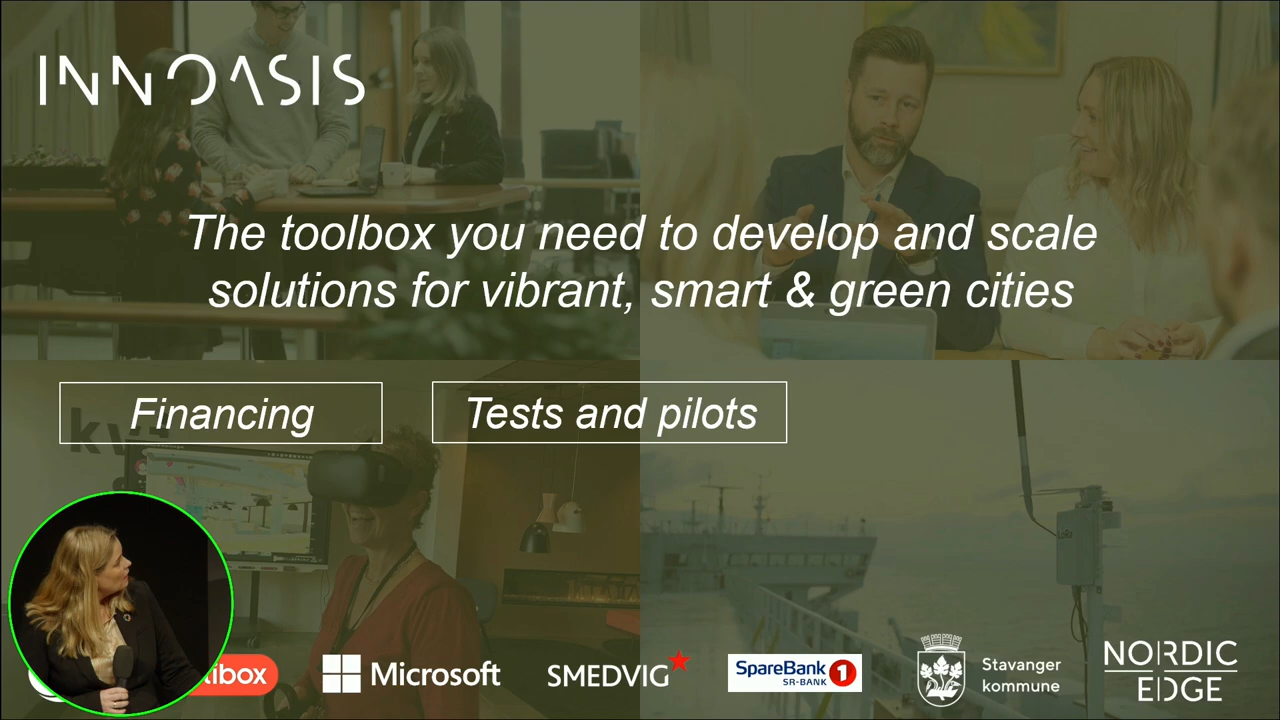 INNOASIS
The toolbox you need to develop and scale
solutions for vibrant, smart & green cities
Financing
Tests and pilots
Microsoft
SMEDVIG
SpareBank 1
SR-BANK
Stavanger
kommune
NORDIC
EDGE